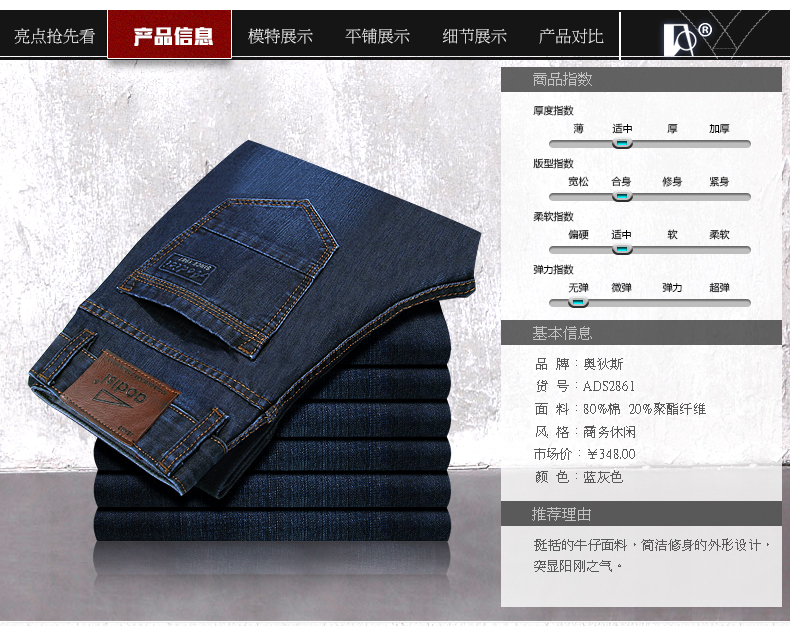 亮点抢先看 产品信息 模特展示 平铺展示 细节展示 产品对比
®
商品指数
厚度指数
薄 适中 厚 加厚
版型指数
宽松 合身 修身 紧身
柔软指数
偏硬 适中 软 柔软
弹力指数
无弹 微弹 弹力 超弹
基本信息
品 牌：奥狄斯
货 号：ADS2861
面 料：80%棉 20%聚酯纤维
风 格：商务休闲
市场价：￥348.00
颜 色：蓝灰色
推荐理由
挺括的牛仔面料，简洁修身的外形设计，
突显阳刚之气。